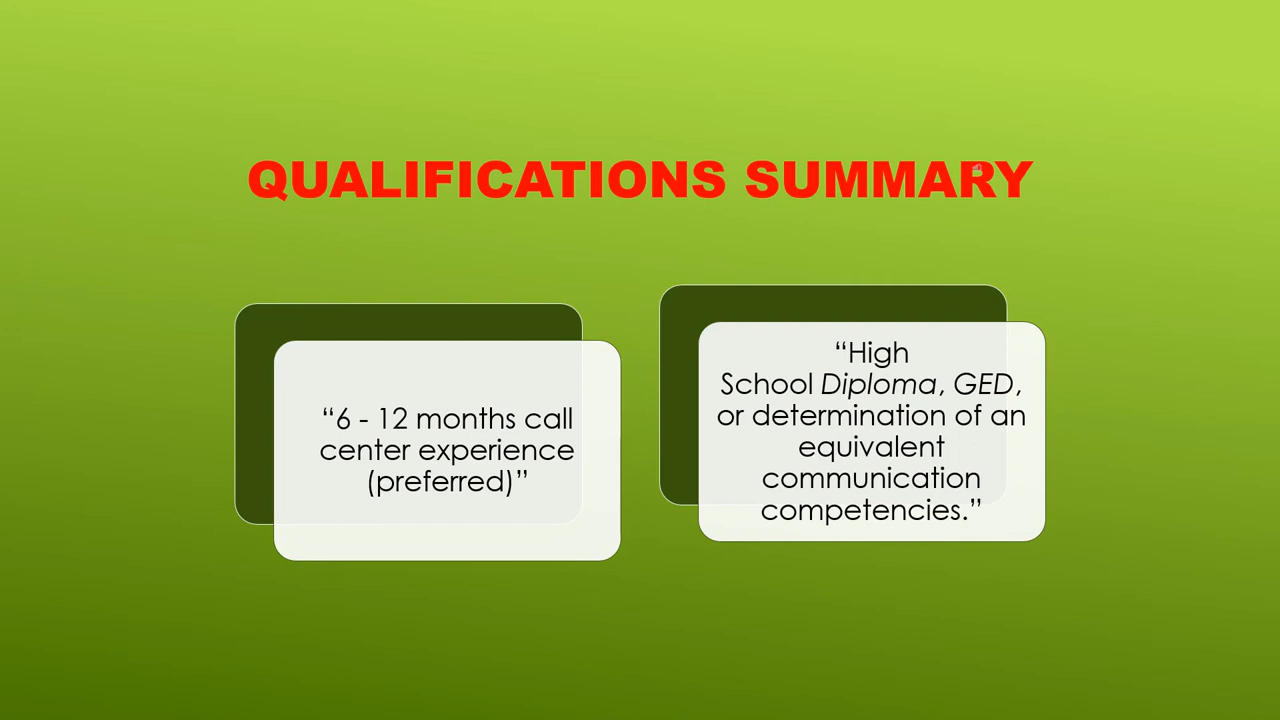 QUALIFICATIONS SUMMARY
“6 - 12 months call
center experience
(preferred)”
“High
School Diploma, GED,
or determination of an
equivalent
communication
competencies.”